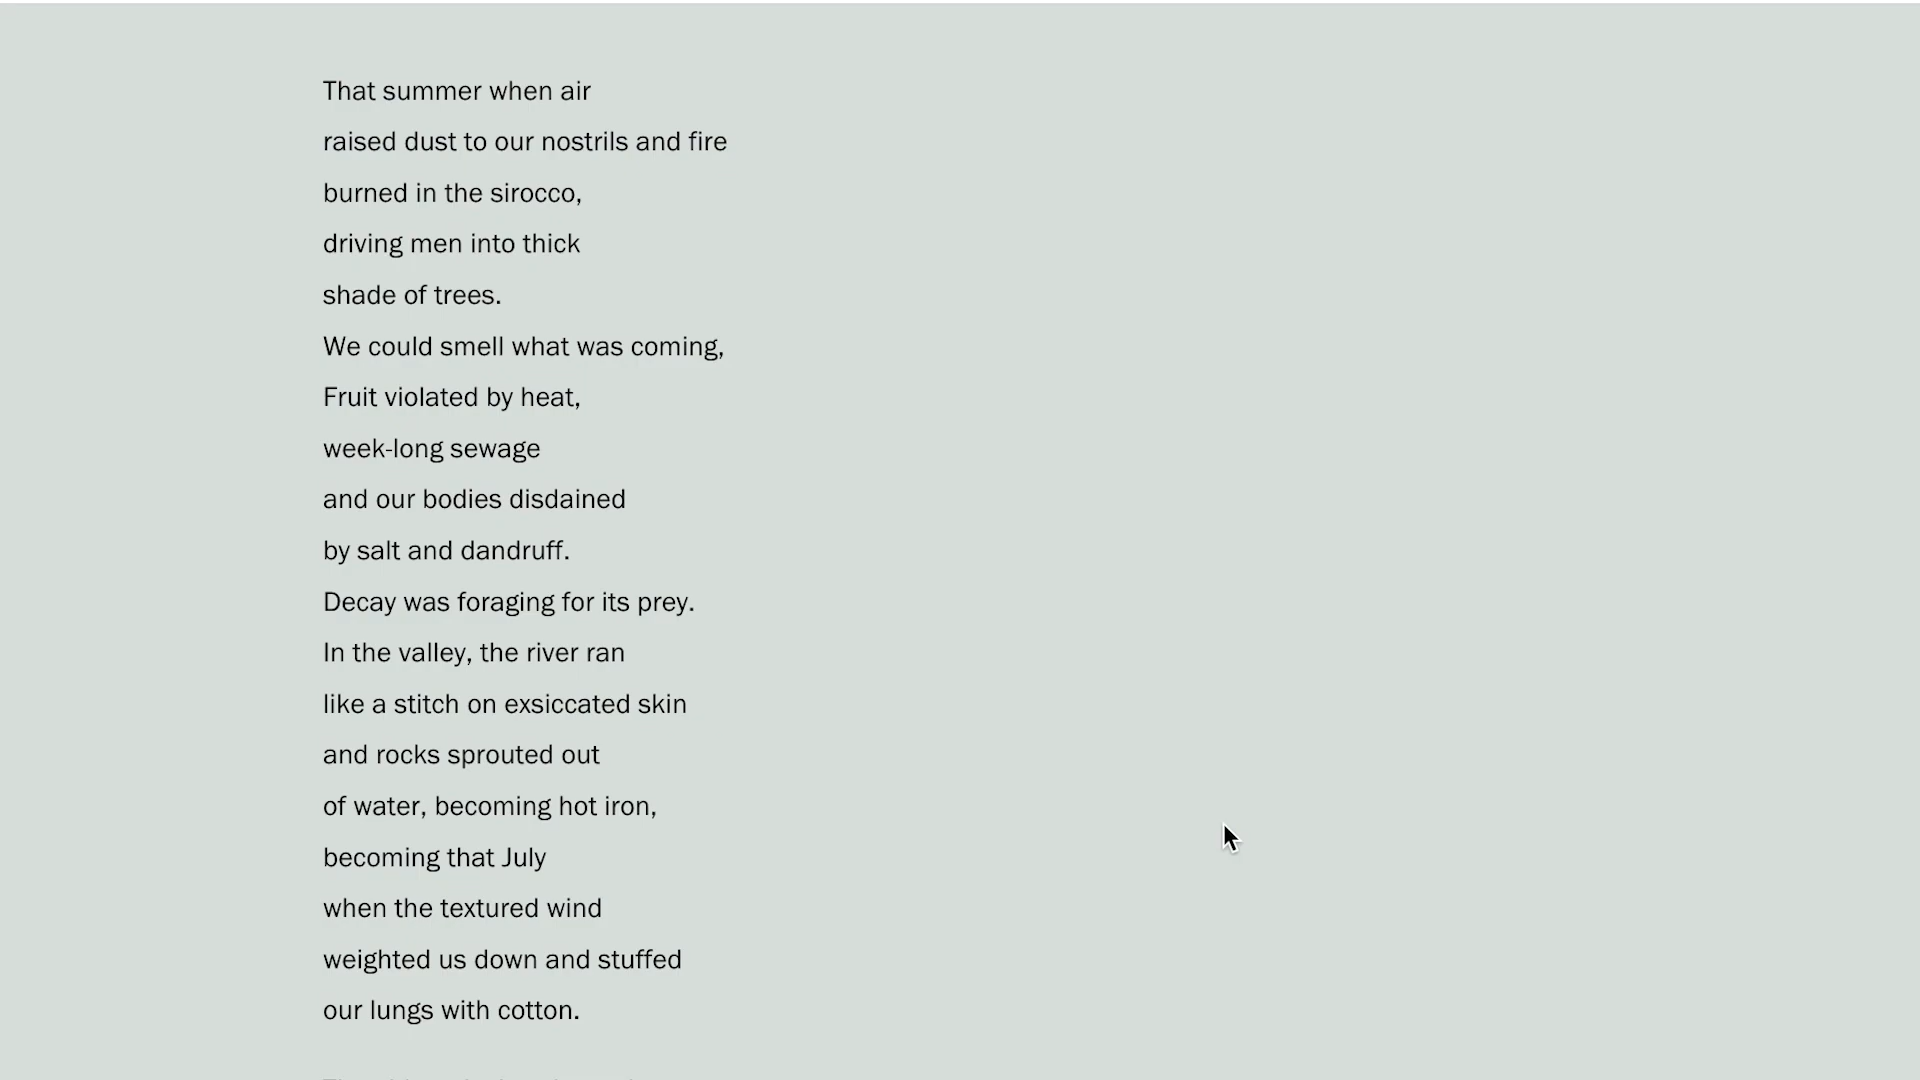 That summer when air
raised dust to our nostrils and fire
burned in the sirocco,
driving men into thick
shade of trees.
We could smell what was coming,
Fruit violated by heat,
week-long sewage
and our bodies disdained
by salt and dandruff.
Decay was foraging for its prey.
In the valley, the river ran
like a stitch on exsiccated skin
and rocks sprouted out
of water, becoming hot iron,
becoming that July
when the textured wind
weighted us down and stuffed
our lungs with cotton.